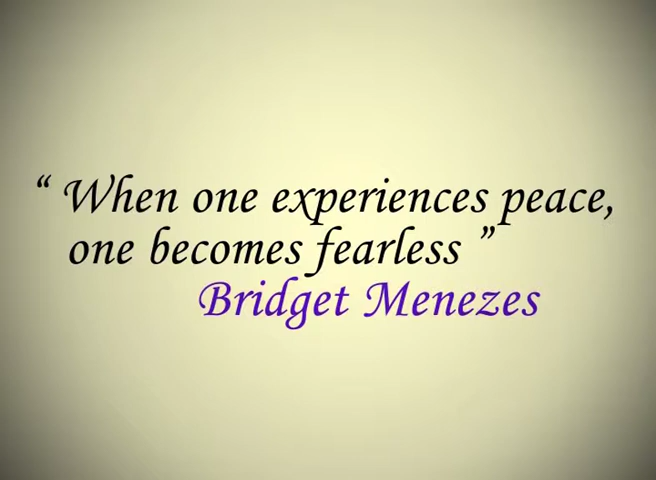 “ When one experiences peace,
one becomes fearless ”
Bridget Menezes